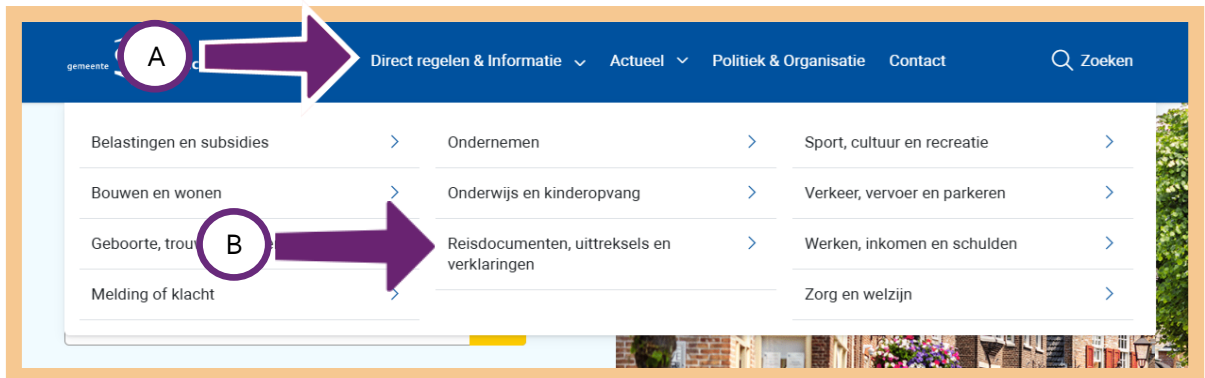 gemeente
A
Direct regelen & Informatie
Actueel
Politiek & Organisatie
Contact
Zoeken
Belastingen en subsidies
Ondernemen
Sport, cultuur en recreatie
Bouwen en wonen
Onderwijs en kinderopvang
Verkeer, vervoer en parkeren
Geboorte,
B
Reisdocumenten, uittreksels en
verklaringen
Werken, inkomen en schulden
Melding of klacht
Zorg en welzijn